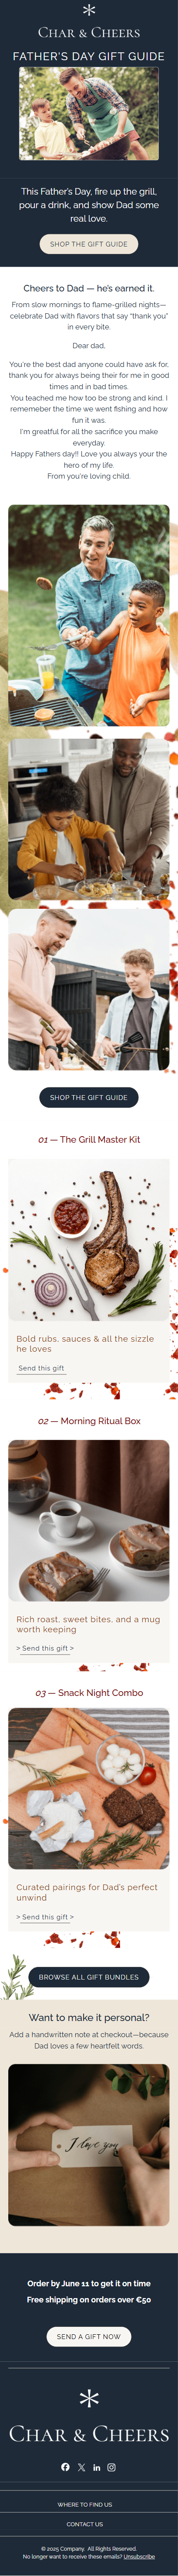 CHAR & CHEERS
FATHER'S DAY GIFT GUIDE
This Father's Day, fire up the grill,
pour a drink, and show Dad some
real love.
SHOP THE GIFT GUIDE
Cheers to Dad — he's earned it.
From slow mornings to flame-grilled nights—
celebrate Dad with flavors that say "thank you"
in every bite.
Dear dad,
You're the best dad anyone could have ask for,
thank you for always being their for me in good
times and in bad times.
You teached me how too be strong and kind. I
rememeber the time we went fishing and how
fun it was.
I'm greatful for all the sacrifice you make
everyday.
Happy Fathers day!! Love you always your the
hero of my life.
From you're loving child.
SHOP THE GIFT GUIDE
01 — The Grill Master Kit
Bold rubs, sauces & all the sizzle
he loves
Send this gift
02 — Morning Ritual Box
Rich roast, sweet bites, and a mug
worth keeping
> Send this gift >
03 — Snack Night Combo
Curated pairings for Dad's perfect
unwind
> Send this gift >
BROWSE ALL GIFT BUNDLES
Want to make it personal?
Add a handwritten note at checkout—because
Dad loves a few heartfelt words.
I love you
Order by June 11 to get it on time
Free shipping on orders over €50
SEND A GIFT NOW
CHAR & CHEERS
WHERE TO FIND US
CONTACT US
© 2025 Company. All Rights Reserved.
No longer want to receive these emails? Unsubscribe